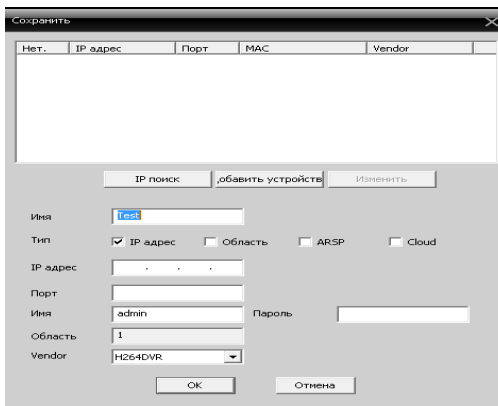 Сохранить
Нет. IP адрес Порт MAC Vendor
IP поиск ,обавить устройств Изменить
Имя Test
Тип IP адрес Область ARSP Cloud
IP адрес . . .
Порт
Имя admin Пароль
Область 1
Vendor H264DVR
OK Отмена